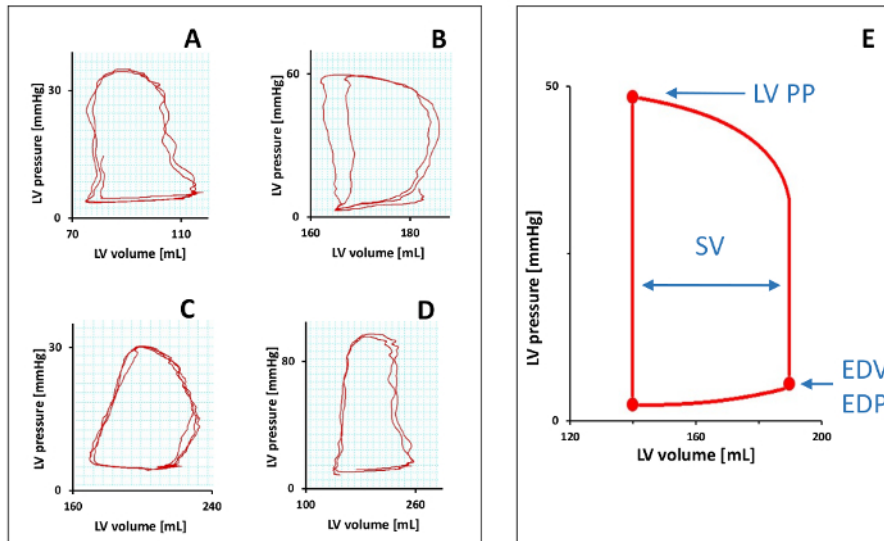 A
LV pressure [mmHg]
30
0
70
110
LV volume [mL]
B
LV pressure [mmHg]
60
0
160
180
LV volume [mL]
C
LV pressure [mmHg]
30
0
160
240
LV volume [mL]
D
LV pressure [mmHg]
80
0
100
260
LV volume [mL]
E
LV pressure [mmHg]
50
LV PP
SV
EDV
EDP
0
120
160
200
LV volume [mL]